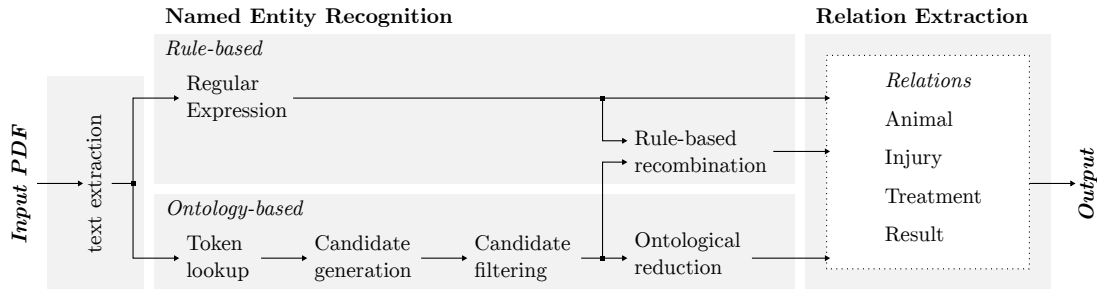 Named Entity Recognition
Relation Extraction
Input PDF
text extraction
Rule-based
Regular
Expression
Rule-based
recombination
Ontology-based
Token
lookup
Candidate
generation
Candidate
filtering
Ontological
reduction
Relations
Animal
Injury
Treatment
Result
Output